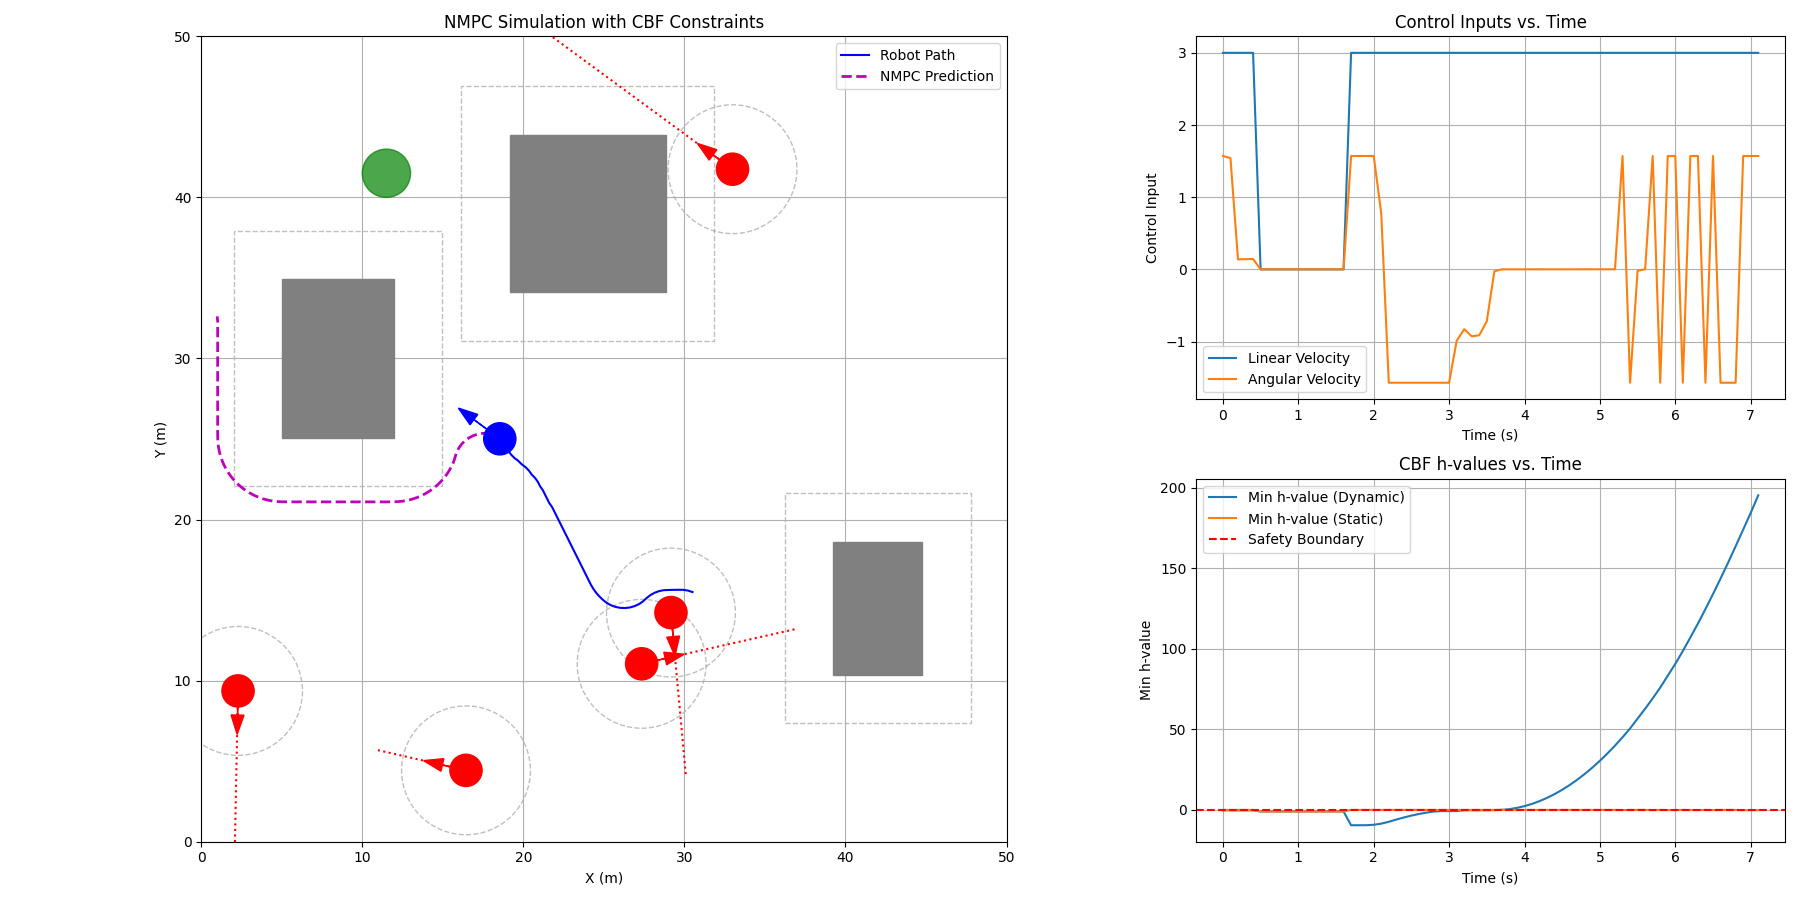 NMPC Simulation with CBF Constraints
50
40
30
20
10
0
Y (m)
Robot Path
NMPC Prediction
0 10 20 30 40 50
X (m)
Control Inputs vs. Time
3
2
1
0
−1
Control Input
Linear Velocity
Angular Velocity
0 1 2 3 4 5 6 7
Time (s)
CBF h-values vs. Time
200
150
100
50
0
Min h-value
Min h-value (Dynamic)
Min h-value (Static)
Safety Boundary
0 1 2 3 4 5 6 7
Time (s)